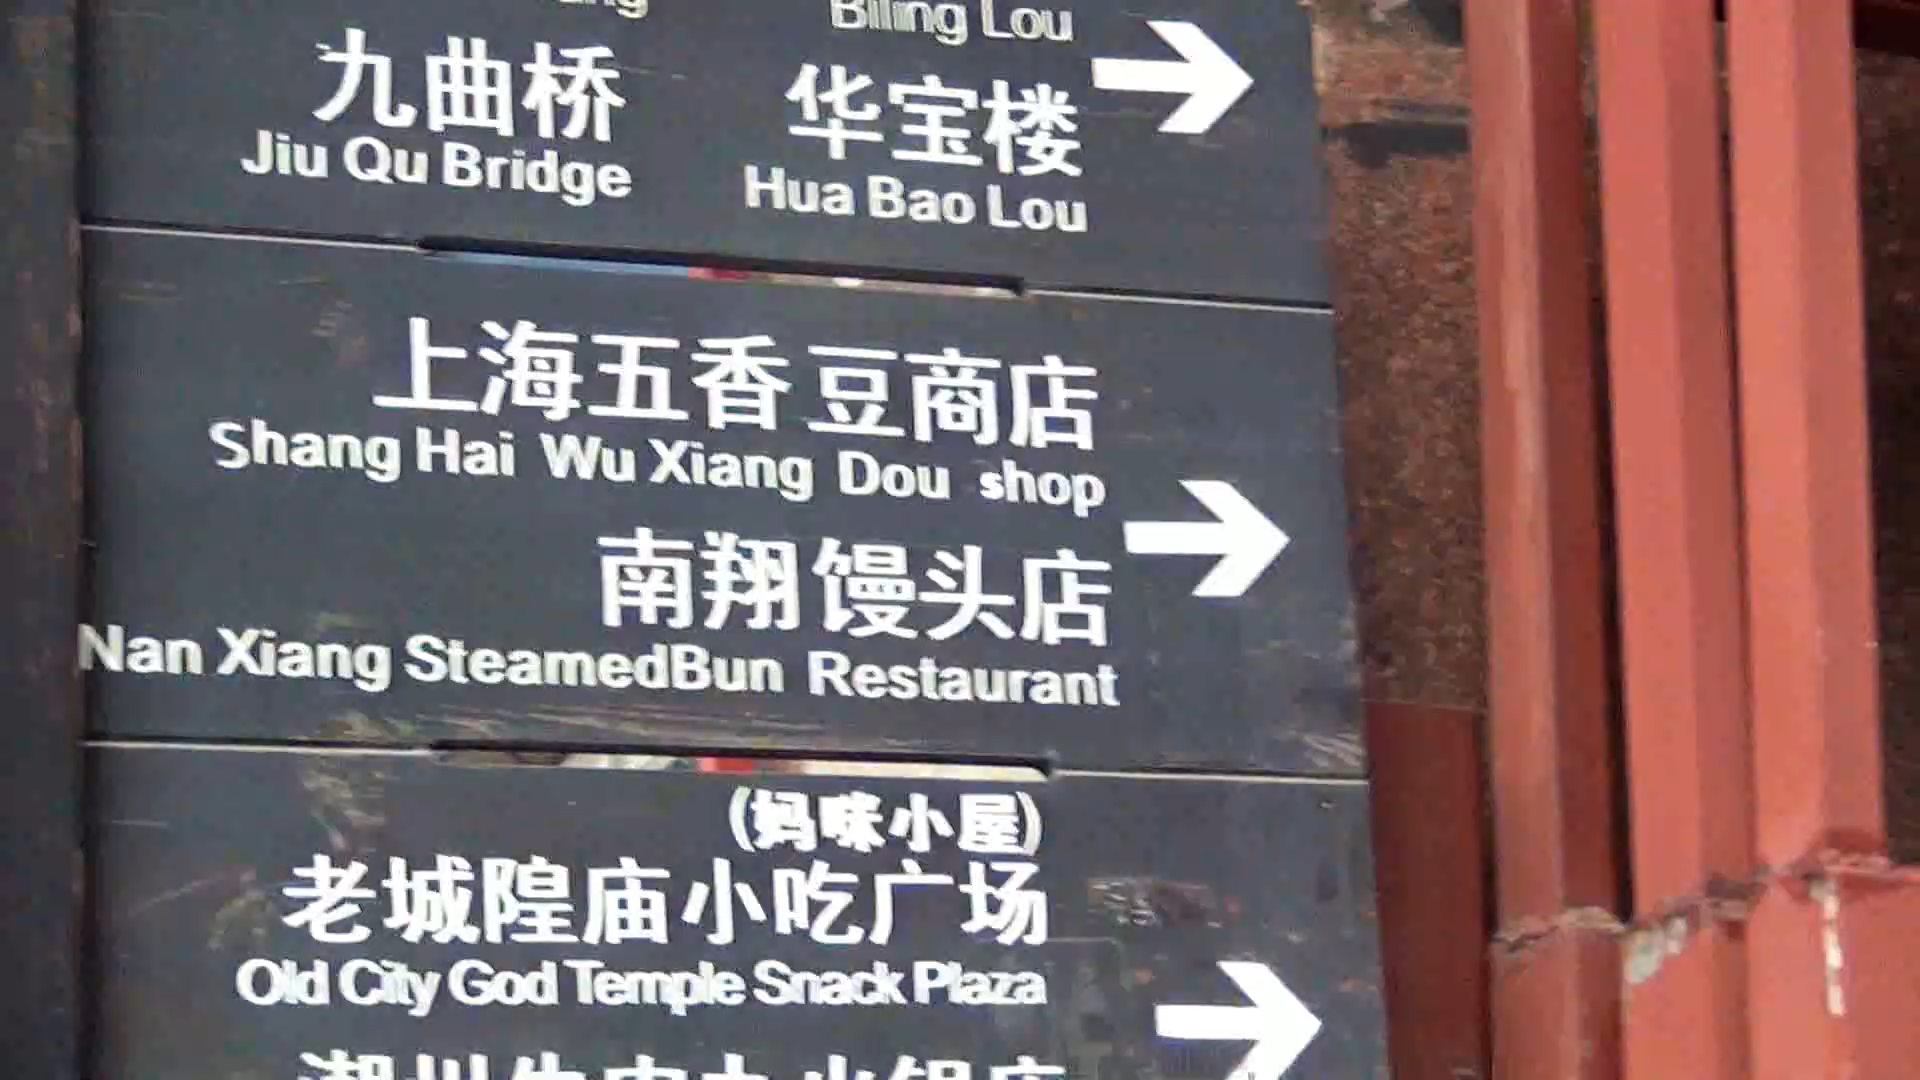 Biling Lou
九曲桥 华宝楼
Jiu Qu Bridge Hua Bao Lou
上海五香豆商店
Shang Hai Wu Xiang Dou shop
南翔馒头店
Nan Xiang SteamedBun Restaurant
(妈咪小屋)
老城隍庙小吃广场
Old City God Temple Snack Plaza